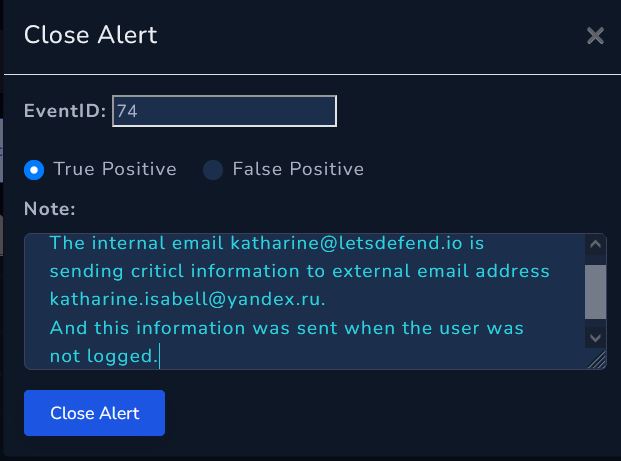 Close Alert
EventID: 74
True Positive False Positive
Note:
The internal email katharine@letsdefend.io is
sending criticl information to external email address
katharine.isabell@yandex.ru.
And this information was sent when the user was
not logged.
Close Alert